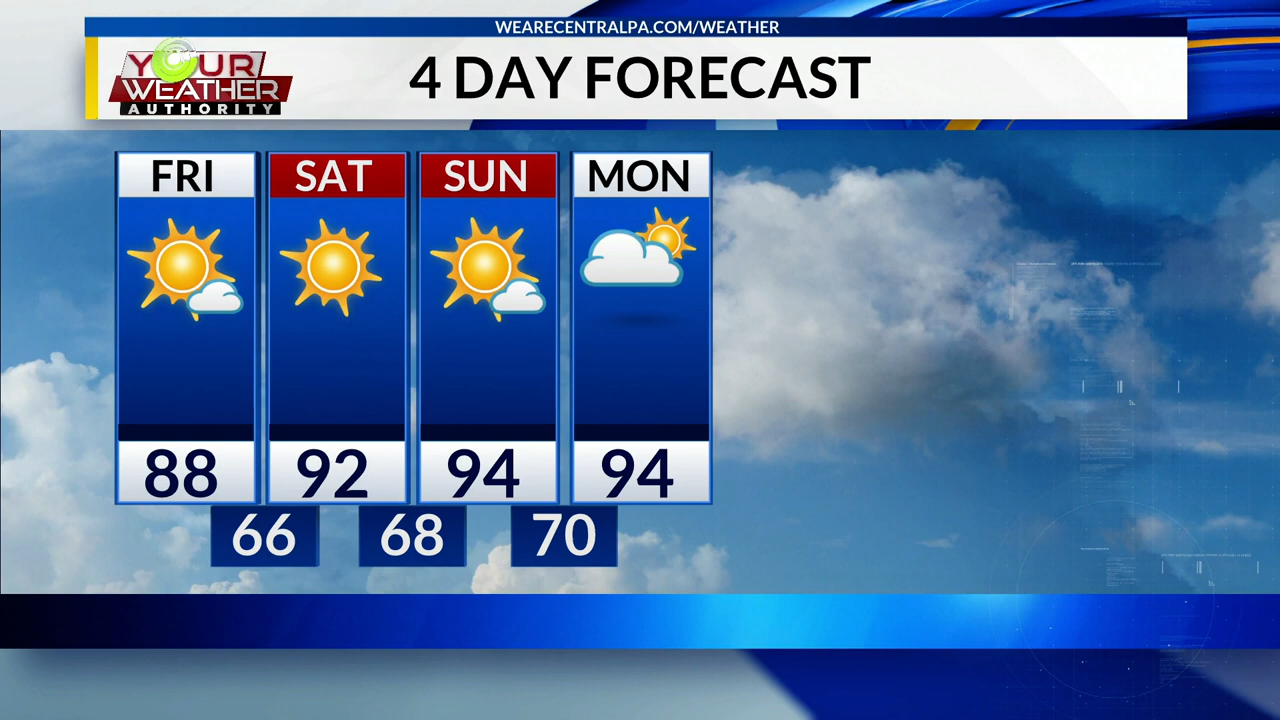 WEARECENTRALPA.COM/WEATHER
YOUR
WEATHER
AUTHORITY
4 DAY FORECAST
FRI SAT SUN MON
88 92 94 94
66 68 70